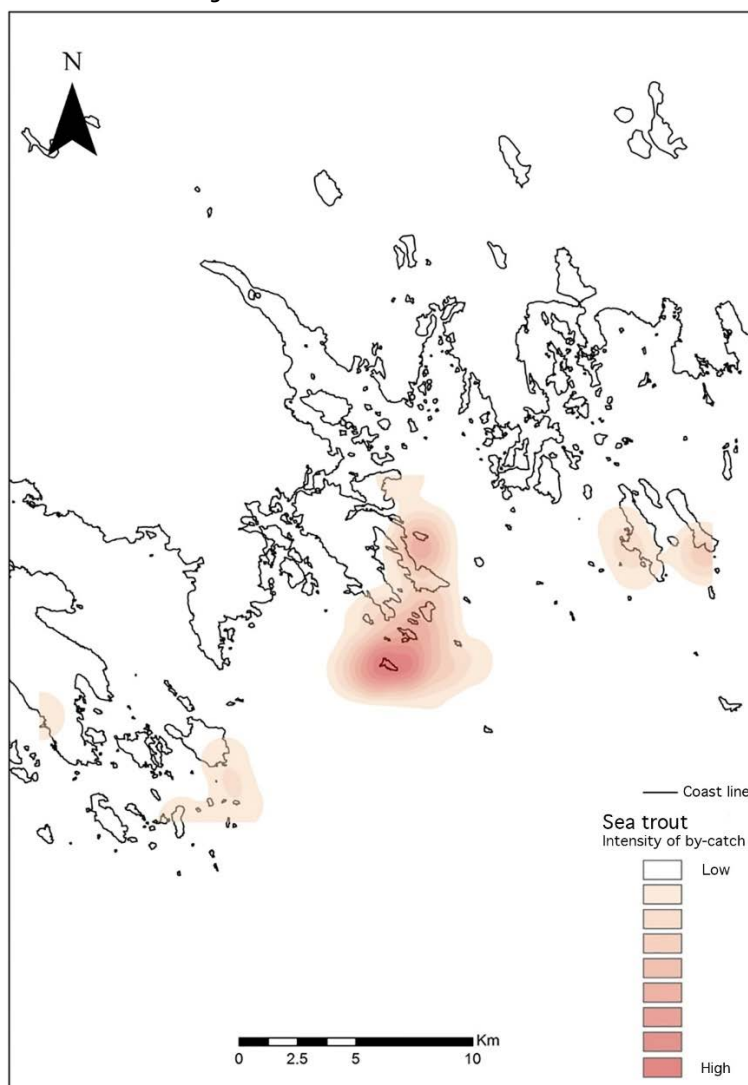 N
Coast line
Sea trout
Intensity of by-catch
Low
High
Km
0 2.5 5 10